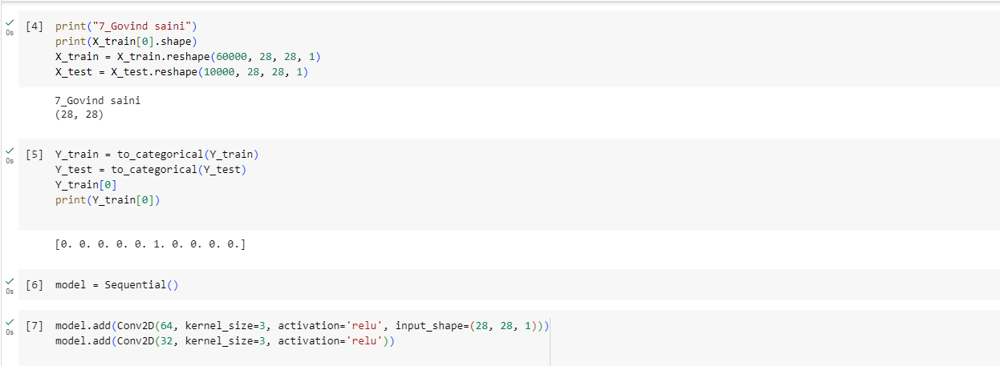 [4] print("7_Govind saini")
print(X_train[0].shape)
X_train = X_train.reshape(60000, 28, 28, 1)
X_test = X_test.reshape(10000, 28, 28, 1)
0s
7_Govind saini
(28, 28)
[5] Y_train = to_categorical(Y_train)
0s
Y_test = to_categorical(Y_test)
Y_train[0]
print(Y_train[0])
[0. 0. 0. 0. 0. 1. 0. 0. 0. 0.]
[6] model = Sequential()
0s
[7] model.add(Conv2D(64, kernel_size=3, activation='relu', input_shape=(28, 28, 1)))
0s
model.add(Conv2D(32, kernel_size=3, activation='relu'))